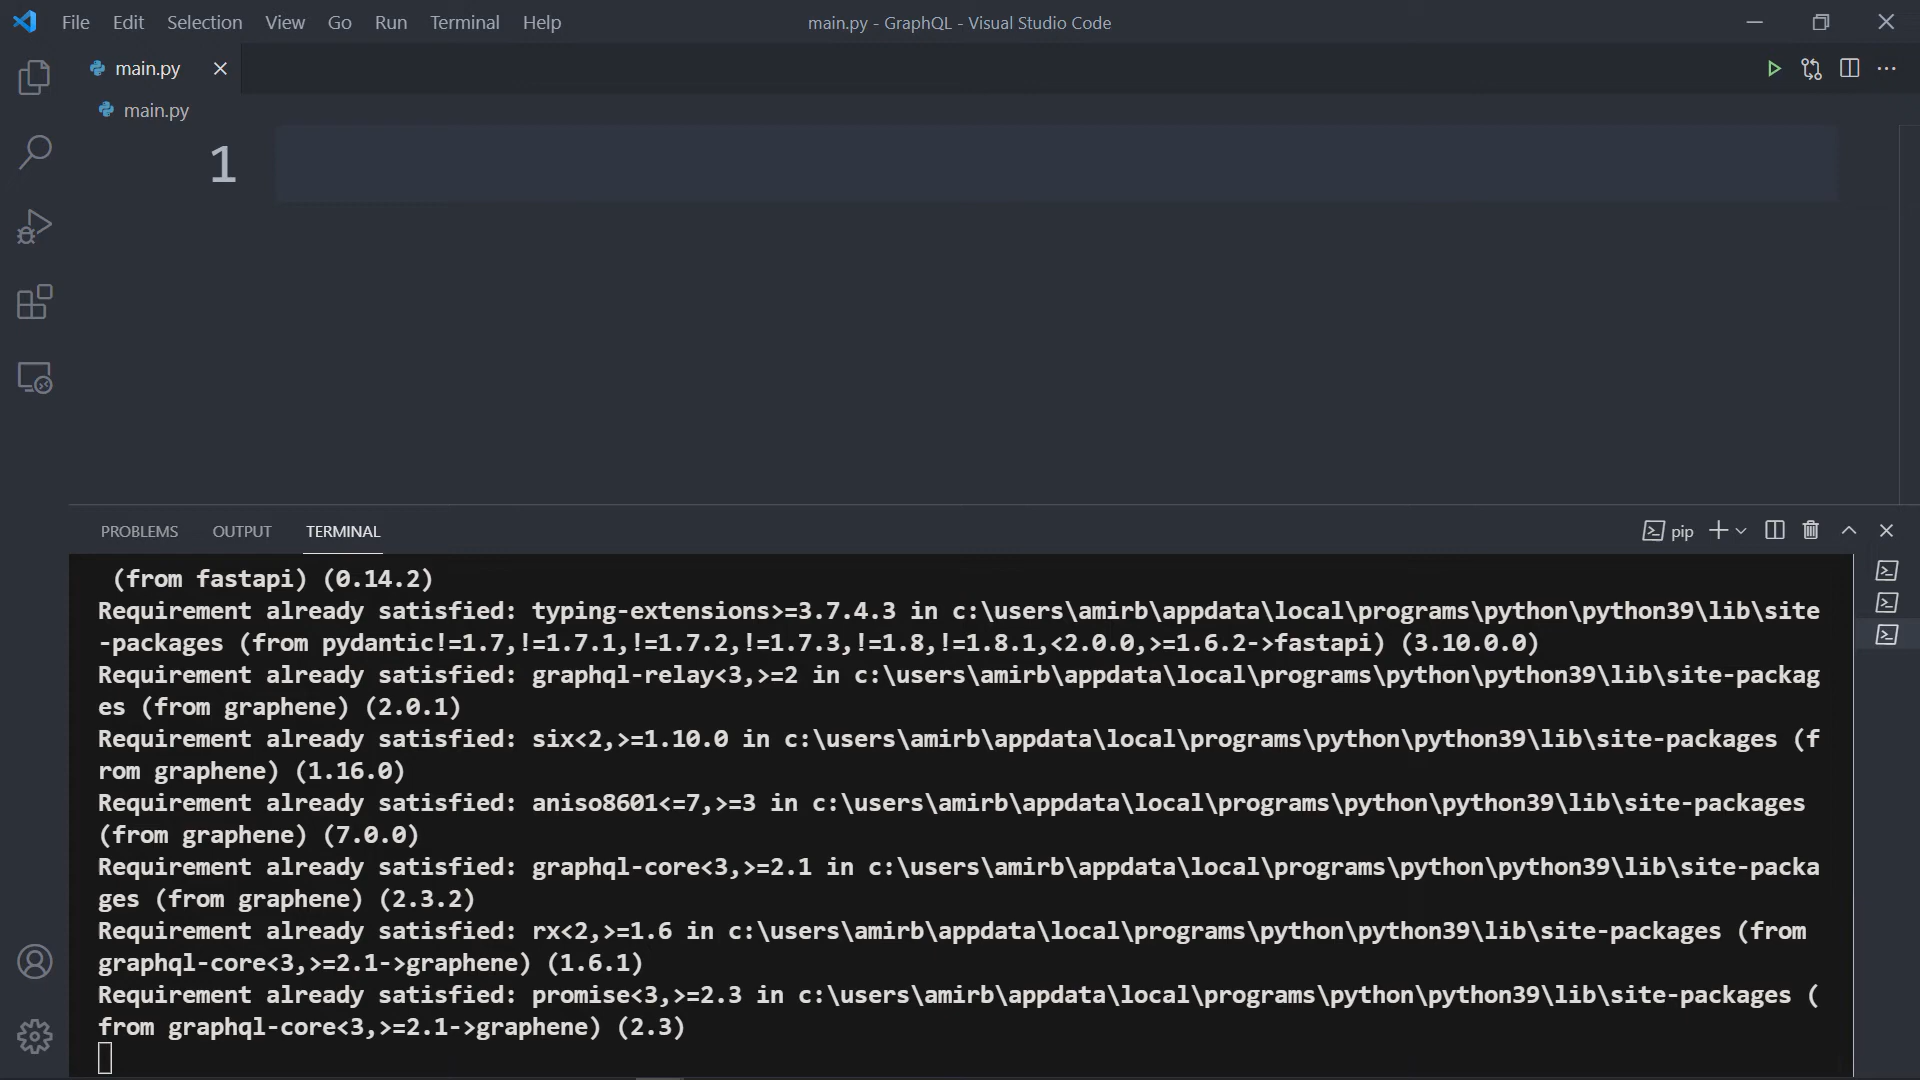 File Edit Selection View Go Run Terminal Help
main.py - GraphQL - Visual Studio Code
main.py
main.py
1
PROBLEMS OUTPUT TERMINAL
pip
(from fastapi) (0.14.2)
Requirement already satisfied: typing-extensions>=3.7.4.3 in c:\users\amirb\appdata\local\programs\python\python39\lib\site
-packages (from pydantic!=1.7,!=1.7.1,!=1.7.2,!=1.7.3,!=1.8,!=1.8.1,<2.0.0,>=1.6.2->fastapi) (3.10.0.0)
Requirement already satisfied: graphql-relay<3,>=2 in c:\users\amirb\appdata\local\programs\python\python39\lib\site-packag
es (from graphene) (2.0.1)
Requirement already satisfied: six<2,>=1.10.0 in c:\users\amirb\appdata\local\programs\python\python39\lib\site-packages (f
rom graphene) (1.16.0)
Requirement already satisfied: aniso8601<=7,>=3 in c:\users\amirb\appdata\local\programs\python\python39\lib\site-packages
(from graphene) (7.0.0)
Requirement already satisfied: graphql-core<3,>=2.1 in c:\users\amirb\appdata\local\programs\python\python39\lib\site-packa
ges (from graphene) (2.3.2)
Requirement already satisfied: rx<2,>=1.6 in c:\users\amirb\appdata\local\programs\python\python39\lib\site-packages (from
graphql-core<3,>=2.1->graphene) (1.6.1)
Requirement already satisfied: promise<3,>=2.3 in c:\users\amirb\appdata\local\programs\python\python39\lib\site-packages (
from graphql-core<3,>=2.1->graphene) (2.3)